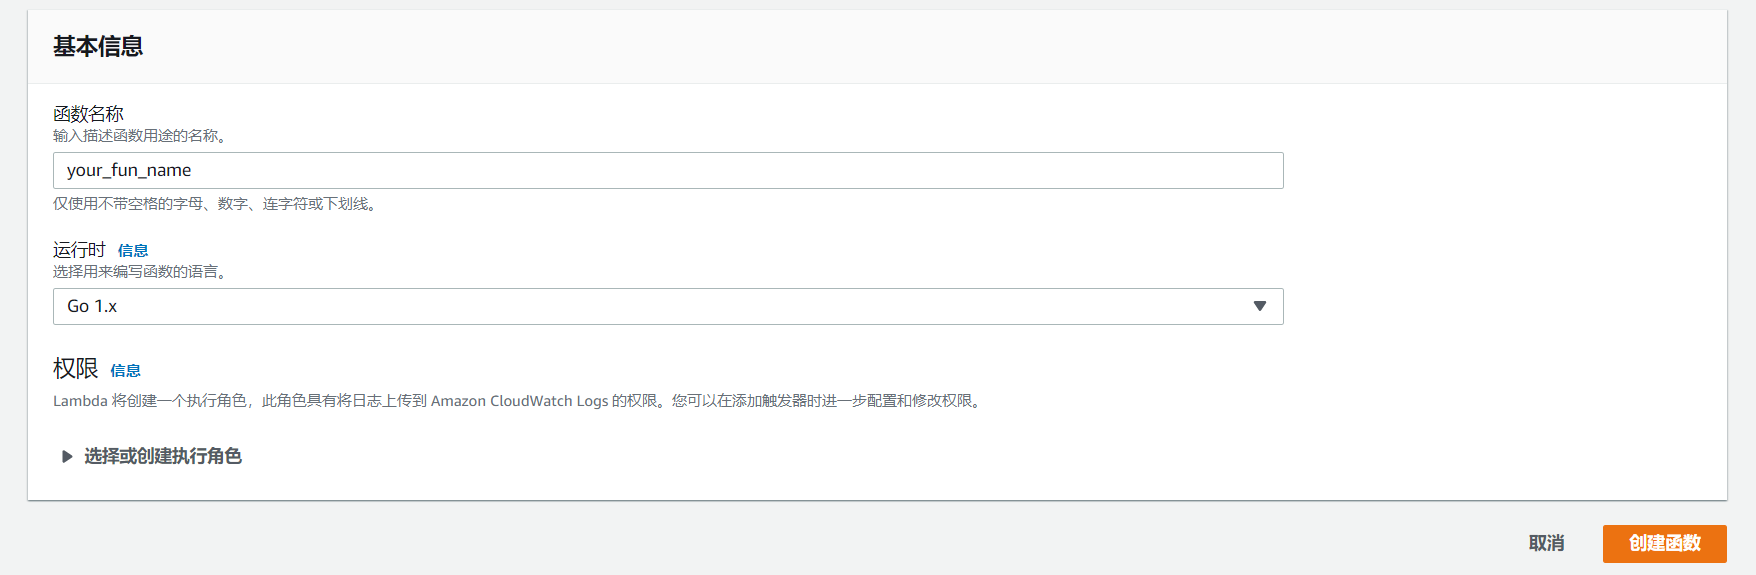 基本信息
函数名称
输入描述函数用途的名称。
your_fun_name
仅使用不带空格的字母、数字、连字符或下划线。
运行时 信息
选择用来编写函数的语言。
Go 1.x
权限 信息
Lambda 将创建一个执行角色，此角色具有将日志上传到 Amazon CloudWatch Logs 的权限。您可以在添加触发器时进一步配置和修改权限。
选择或创建执行角色
取消 创建函数